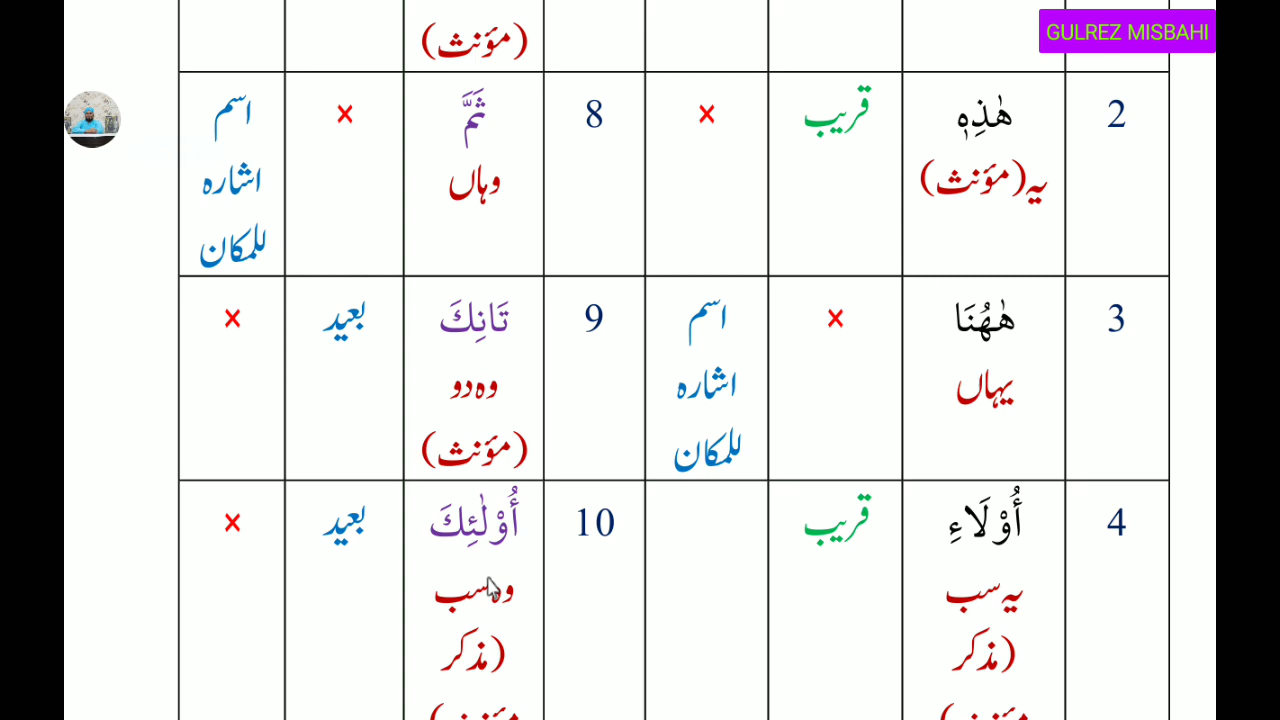 GULREZ MISBAHI
(مؤنث)
2 هٰذِهٖ قریب × 8 ثَمَّ × اسم
یہ(مؤنث) وہاں اشارہ
للمکان
3 هٰهُنَا × اسم 9 تَانِكَ بعید ×
یہاں اشارہ وہ دو
للمکان (مؤنث)
4 أُوْلَاءِ قریب 10 أُوْلٰئِكَ بعید ×
یہ سب وہ سب
(مذکر (مذکر